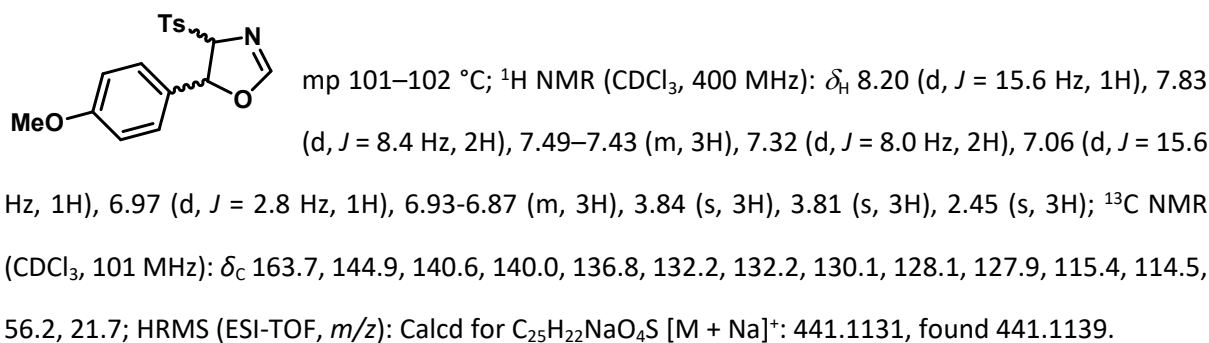 Ts
N
O
MeO
mp 101–102 °C; ¹H NMR (CDCl₃, 400 MHz): δH 8.20 (d, J = 15.6 Hz, 1H), 7.83
(d, J = 8.4 Hz, 2H), 7.49–7.43 (m, 3H), 7.32 (d, J = 8.0 Hz, 2H), 7.06 (d, J = 15.6
Hz, 1H), 6.97 (d, J = 2.8 Hz, 1H), 6.93-6.87 (m, 3H), 3.84 (s, 3H), 3.81 (s, 3H), 2.45 (s, 3H); ¹³C NMR
(CDCl₃, 101 MHz): δC 163.7, 144.9, 140.6, 140.0, 136.8, 132.2, 132.2, 130.1, 128.1, 127.9, 115.4, 114.5,
56.2, 21.7; HRMS (ESI-TOF, m/z): Calcd for C₂₅H₂₂NaO₄S [M + Na]⁺: 441.1131, found 441.1139.